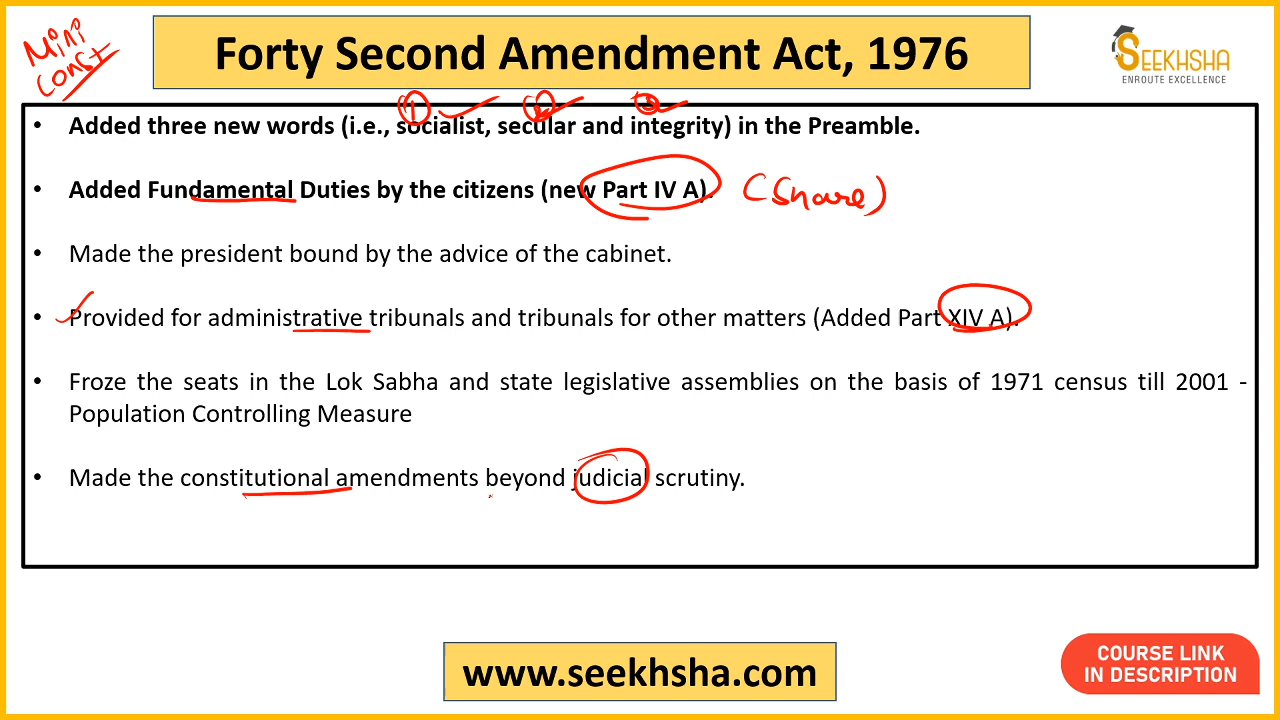 Mini
Const
Forty Second Amendment Act, 1976
SEEKHSHA
ENROUTE EXCELLENCE
① ② ③
• Added three new words (i.e., socialist, secular and integrity) in the Preamble.
• Added Fundamental Duties by the citizens (new Part IV A). (Share)
• Made the president bound by the advice of the cabinet.
• Provided for administrative tribunals and tribunals for other matters (Added Part XIV A).
• Froze the seats in the Lok Sabha and state legislative assemblies on the basis of 1971 census till 2001 -
Population Controlling Measure
• Made the constitutional amendments beyond judicial scrutiny.
www.seekhsha.com
COURSE LINK
IN DESCRIPTION